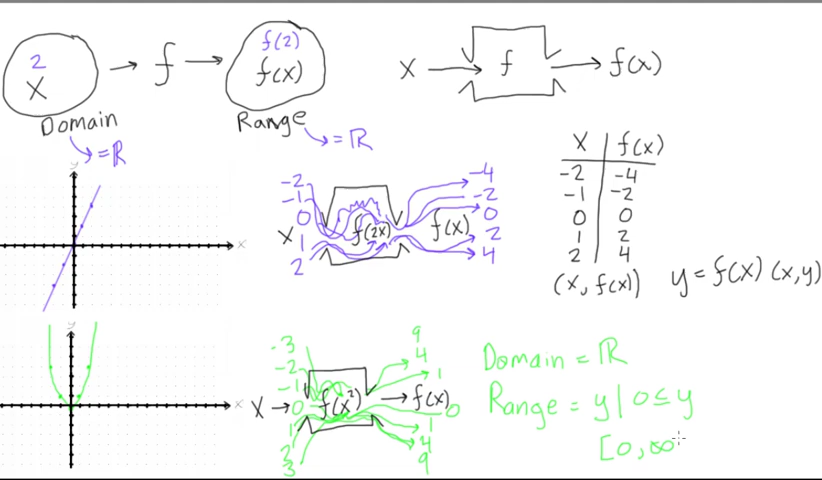 2
X
Domain
= ℝ
→ f →
f(2)
f(x)
Range
= ℝ
X → f → f(x)
X | f(x)
-2 | -4
-1 | -2
0 | 0
1 | 2
2 | 4
(x, f(x)) y = f(x) (x,y)
y
x
-2
-1
0
X
1
2
f(2x)
f(x)
-4
-2
0
2
4
y
x
-3
-2
-1
X → 0
1
2
3
f(x²)
→ f(x)
9
4
1
0
1
4
9
Domain = ℝ
Range = y | 0 ≤ y
[0, ∞